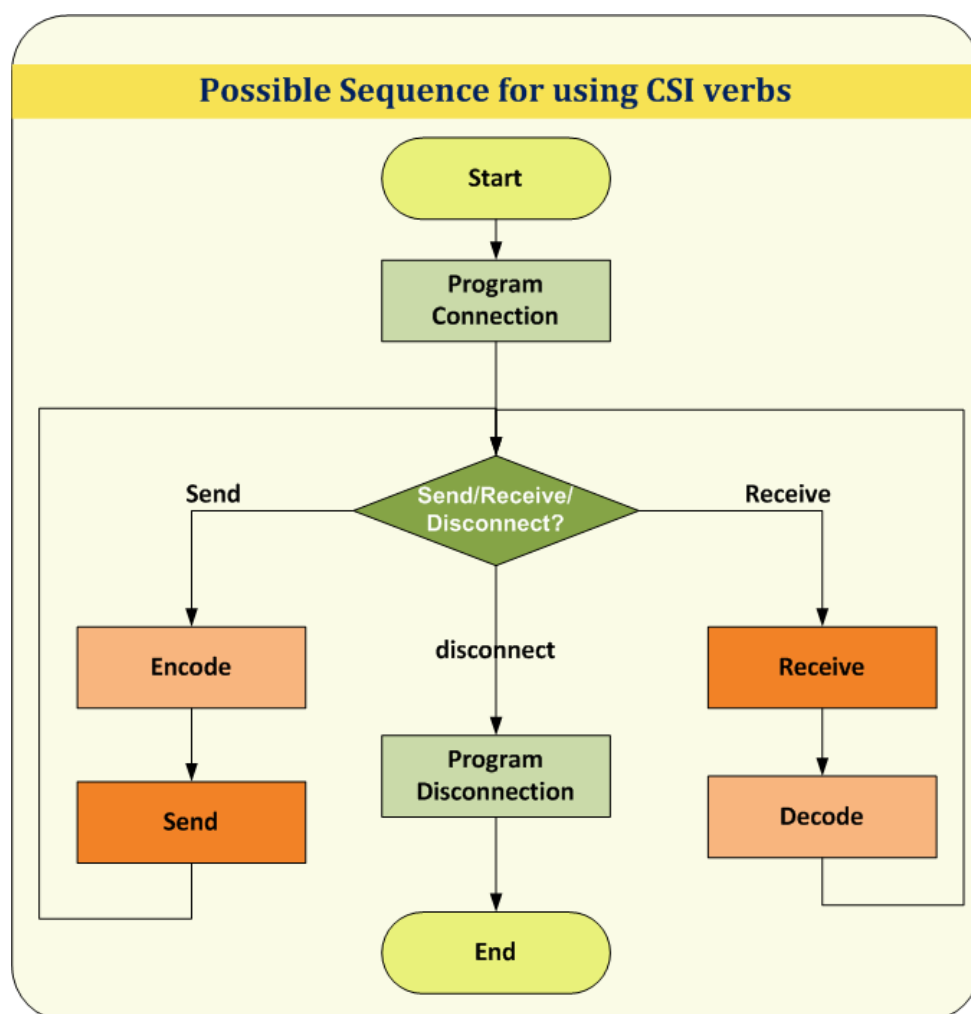 Possible Sequence for using CSI verbs
Start
Program
Connection
Send/Receive/
Disconnect?
Send
Receive
disconnect
Encode
Receive
Program
Disconnection
Send
Decode
End